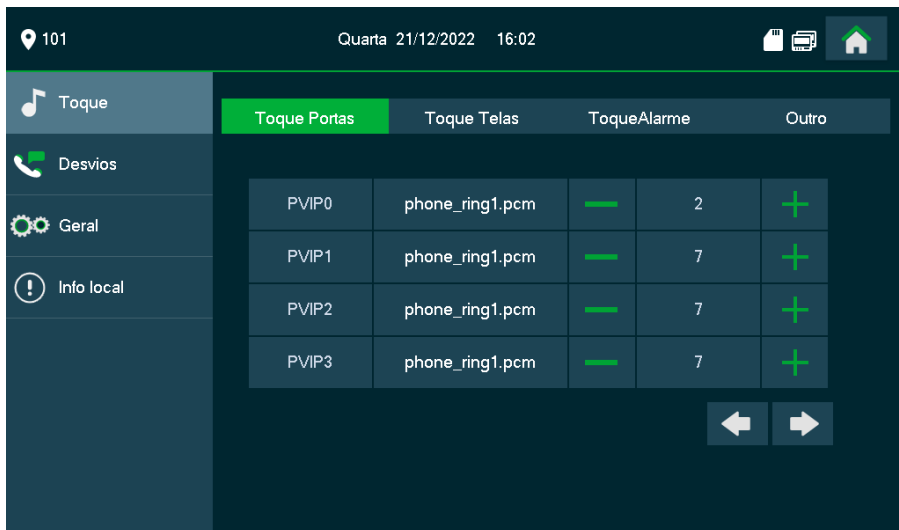 101
Quarta 21/12/2022 16:02
Toque
Desvios
Geral
Info local
Toque Portas Toque Telas ToqueAlarme Outro
PVIP0 phone_ring1.pcm 2
PVIP1 phone_ring1.pcm 7
PVIP2 phone_ring1.pcm 7
PVIP3 phone_ring1.pcm 7